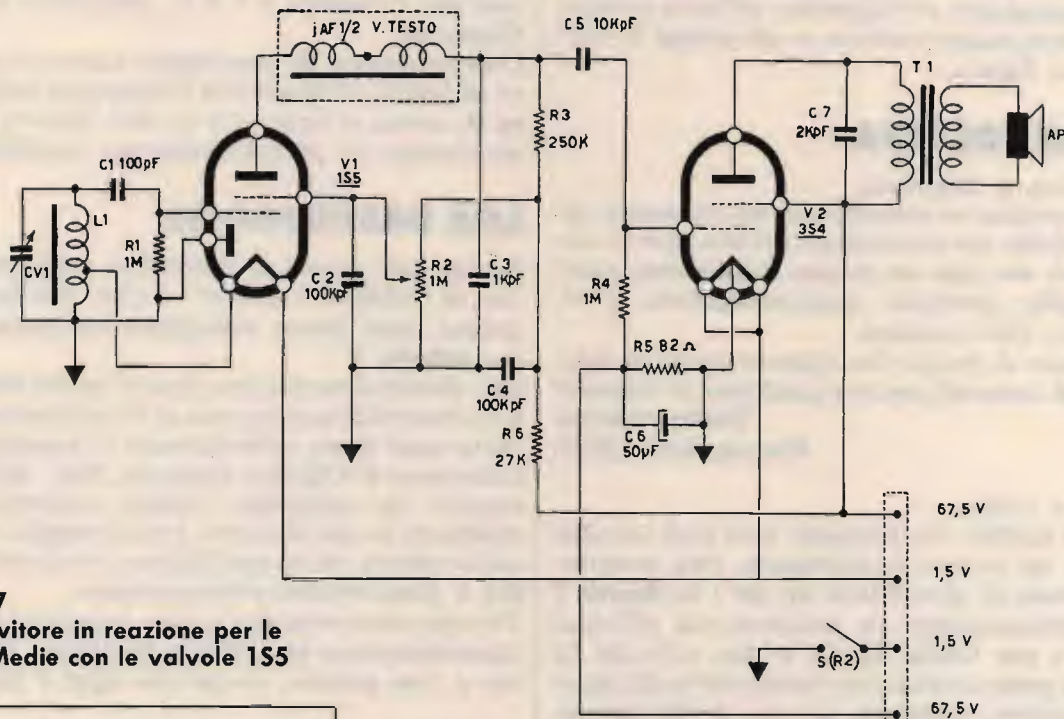 jAF 1/2 V. TESTO
C5 10KpF
T1
R3
250K
C7
2KpF
AP
C1 100pF
V1
1S5
L1
V2
3S4
R1
1M
CV1
R2
1M
C3
1KpF
C2
100KpF
R4
1M
R5 82 Ω
C4
100KpF
R6
27K
C6
50µF
67,5 V
1,5 V
1,5 V
S(R2)
67,5 V
vitore in reazione per le
Medie con le valvole 1S5